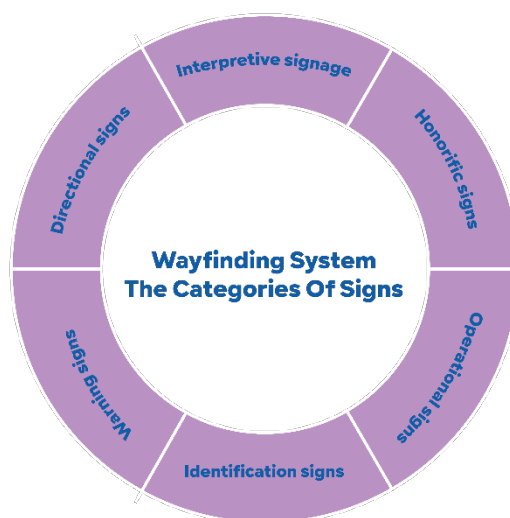 Interpretive signage
Honorific signs
Operational signs
Identification signs
Warning signs
Directional signs
Wayfinding System
The Categories Of Signs